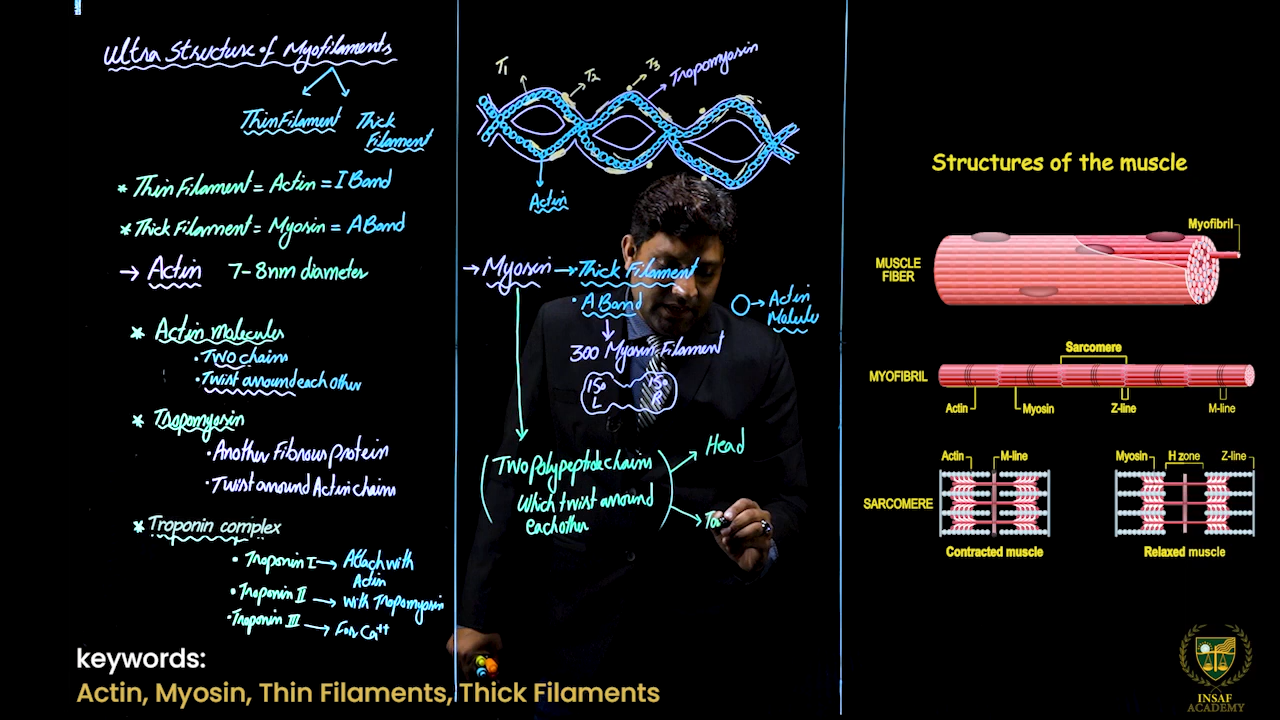 Ultra Structure of Myofilaments
Thin Filament
Thick Filament
* Thin Filament = Actin = I Band
* Thick Filament = Myosin = A Band
→ Actin 7-8nm diameter
* Actin molecules
• Two chains
• Twist arround each other
* Tropomyosin
• Another Fibrous protein
• Twist arround Actin chains
* Troponin complex
• Troponin I → Attach with Actin
• Troponin II → with Tropomyosin
• Troponin III → For Ca++
T1
T2
T3
Tropomyosin
Actin
→ Myosin → Thick Filament
• A Band
300 Myosin Filament
150 L
150
Actin
Two polypeptide chains
which twist arround
each other
Head
Structures of the muscle
Myofibril
MUSCLE
FIBER
Sarcomere
MYOFIBRIL
Actin
Myosin
Z-line
M-line
Actin
M-line
Myosin
H zone
Z-line
SARCOMERE
Contracted muscle
Relaxed muscle
keywords:
Actin, Myosin, Thin Filaments, Thick Filaments
INSAF
ACADEMY